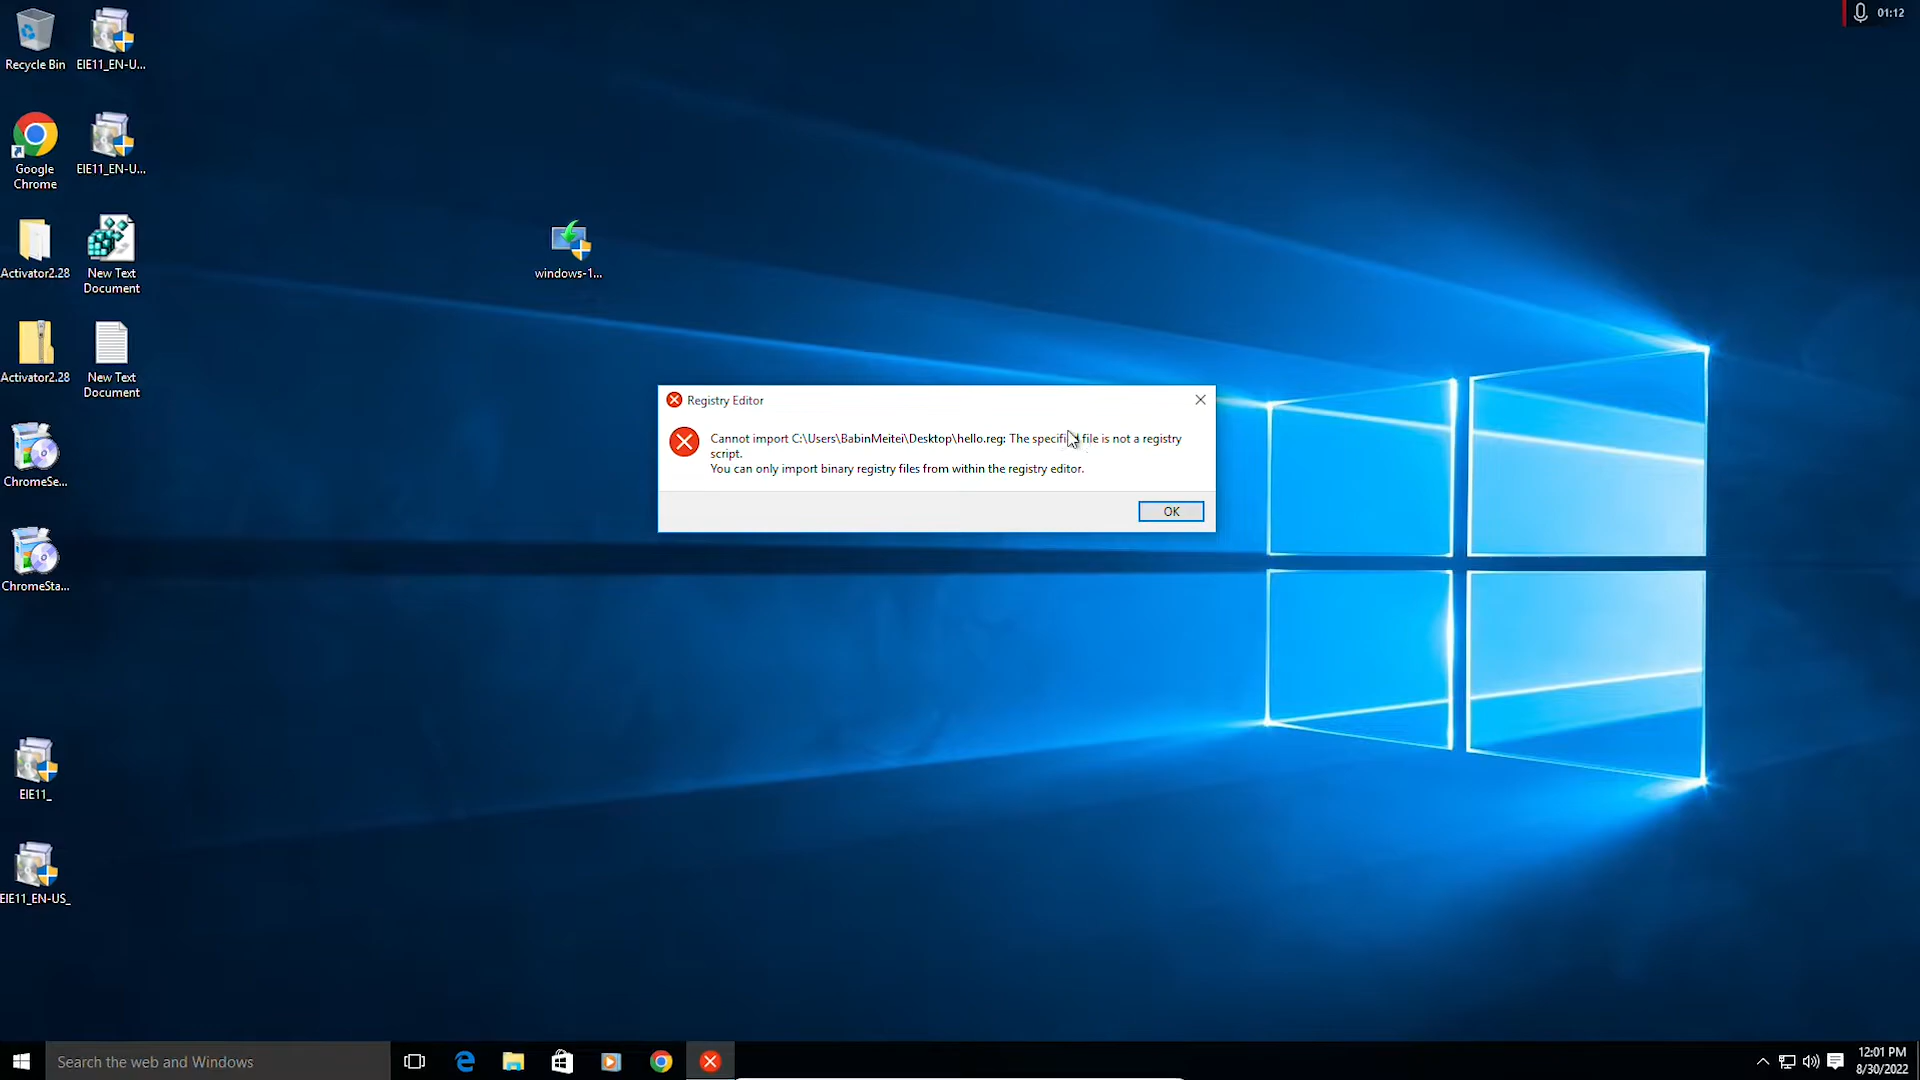 01:12
Recycle Bin
EIE11_EN-U...
Google
Chrome
EIE11_EN-U...
Activator2.28
New Text
Document
windows-1...
Activator2.28
New Text
Document
ChromeSe...
ChromeSta...
EIE11_
EIE11_EN-US_
Registry Editor
Cannot import C:\Users\BabinMeitei\Desktop\hello.reg: The specified file is not a registry
script.
You can only import binary registry files from within the registry editor.
OK
Search the web and Windows
12:01 PM
8/30/2022